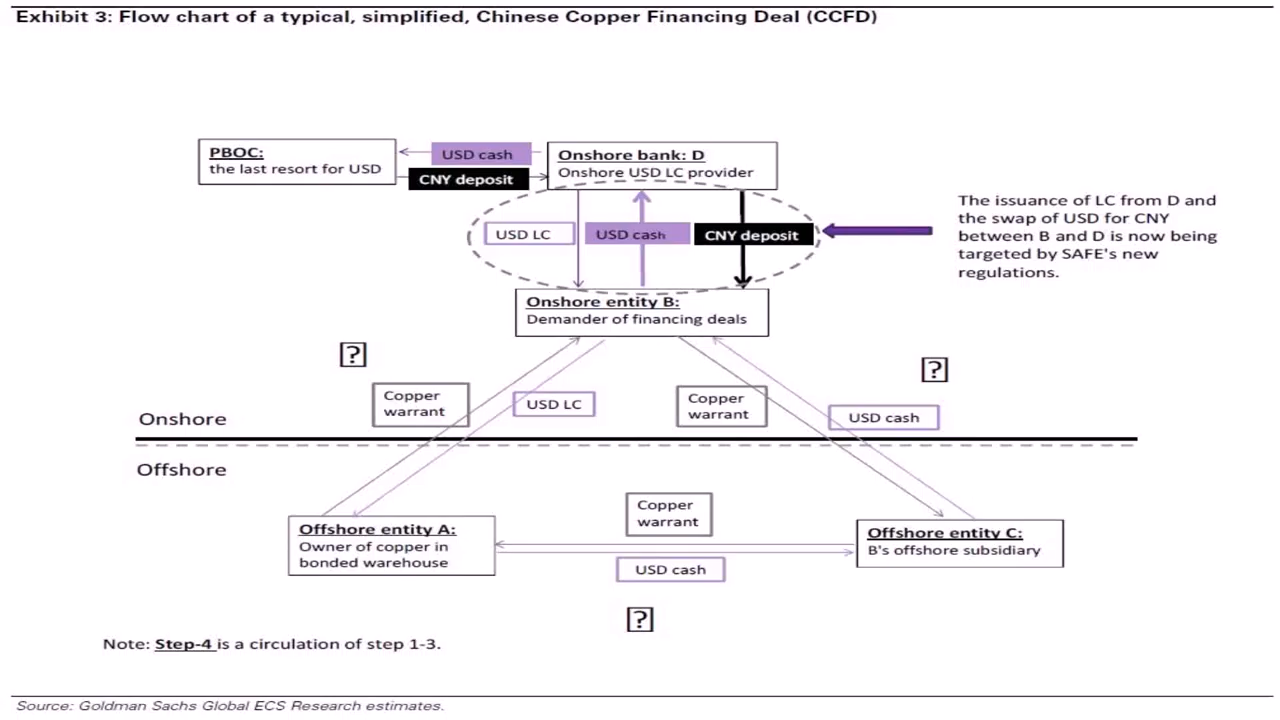 Exhibit 3: Flow chart of a typical, simplified, Chinese Copper Financing Deal (CCFD)
PBOC:
the last resort for USD
USD cash
CNY deposit
Onshore bank: D
Onshore USD LC provider
USD LC
USD cash
CNY deposit
The issuance of LC from D and
the swap of USD for CNY
between B and D is now being
targeted by SAFE's new
regulations.
Onshore entity B:
Demander of financing deals
?
?
Copper
warrant
USD LC
Copper
warrant
USD cash
Onshore
Offshore
Copper
warrant
Offshore entity A:
Owner of copper in
bonded warehouse
Offshore entity C:
B's offshore subsidiary
USD cash
?
Note: Step-4 is a circulation of step 1-3.
Source: Goldman Sachs Global ECS Research estimates.